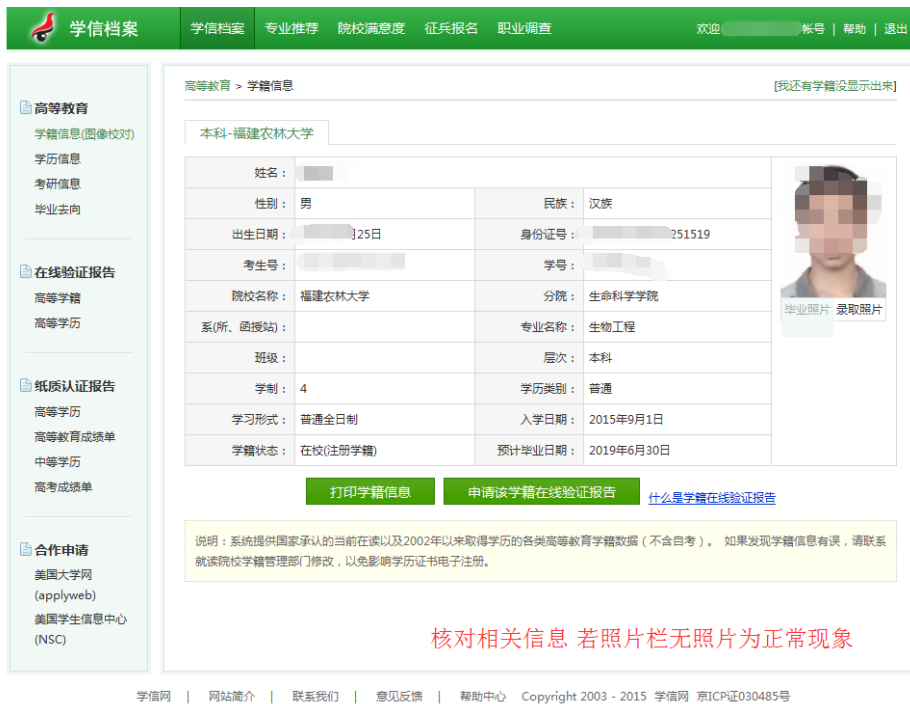 学信档案 学信档案 专业推荐 院校满意度 征兵报名 职业调查 欢迎 帐号 | 帮助 | 退出
高等教育
学籍信息(图像校对)
学历信息
考研信息
毕业去向
在线验证报告
高等学籍
高等学历
纸质认证报告
高等学历
高等教育成绩单
中等学历
高考成绩单
合作申请
美国大学网
(applyweb)
美国学生信息中心
(NSC)
高等教育 > 学籍信息 [我还有学籍没显示出来]
本科-福建农林大学
姓名：
性别： 男 民族： 汉族
出生日期： 月25日 身份证号： 251519
考生号： 学号：
院校名称： 福建农林大学 分院： 生命科学学院
系(所、函授站)： 专业名称： 生物工程
班级： 层次： 本科
学制： 4 学历类别： 普通
学习形式： 普通全日制 入学日期： 2015年9月1日
学籍状态： 在校(注册学籍) 预计毕业日期： 2019年6月30日
毕业照片 录取照片
打印学籍信息 申请该学籍在线验证报告 什么是学籍在线验证报告
说明：系统提供国家承认的当前在读以及2002年以来取得学历的各类高等教育学籍数据（不含自考）。 如果发现学籍信息有误，请联系
就读院校学籍管理部门修改，以免影响学历证书电子注册。
核对相关信息 若照片栏无照片为正常现象
学信网 | 网站简介 | 联系我们 | 意见反馈 | 帮助中心 Copyright 2003 - 2015 学信网 京ICP证030485号